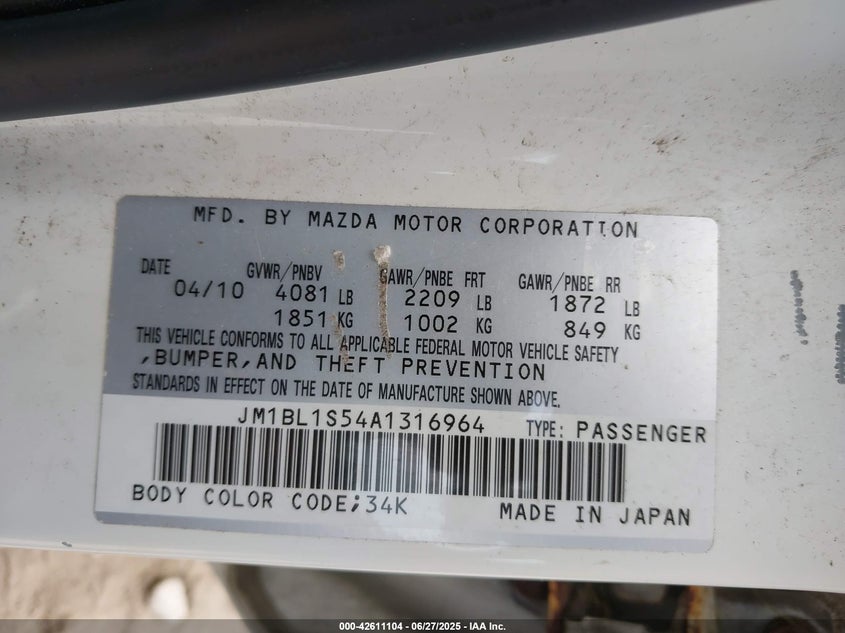 MFD. BY MAZDA MOTOR CORPORATION
DATE GVWR/PNBV GAWR/PNBE FRT GAWR/PNBE RR
04/10 4081 LB 2209 LB 1872 LB
1851 KG 1002 KG 849 KG
THIS VEHICLE CONFORMS TO ALL APPLICABLE FEDERAL MOTOR VEHICLE SAFETY
,BUMPER,AND THEFT PREVENTION
STANDARDS IN EFFECT ON THE DATE OF MANUFACTURE SHOWN ABOVE.
JM1BL1S54A1316964 TYPE: PASSENGER
BODY COLOR CODE;34K MADE IN JAPAN
000-42611104 - 06/27/2025 - IAA Inc.